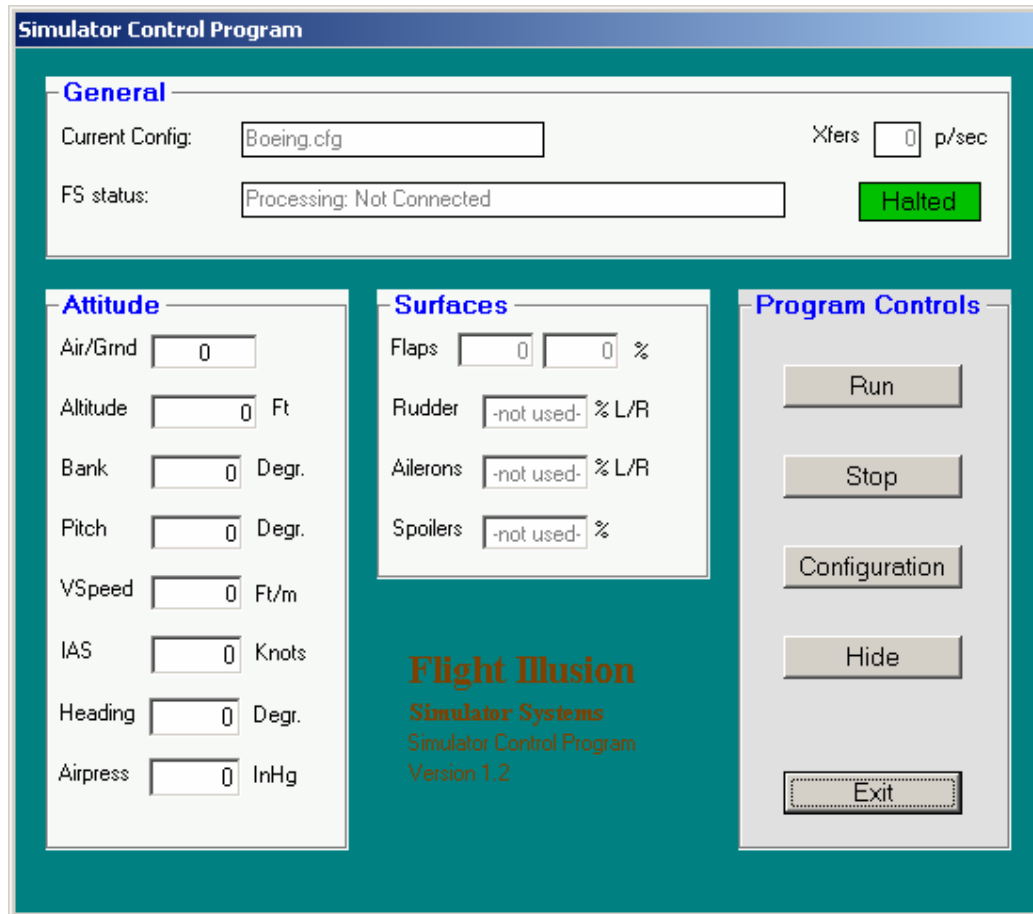 Simulator Control Program
General
Current Config: Boeing.cfg Xfers 0 p/sec
FS status: Processing: Not Connected Halted
Attitude
Air/Grnd 0
Altitude 0 Ft
Bank 0 Degr.
Pitch 0 Degr.
VSpeed 0 Ft/m
IAS 0 Knots
Heading 0 Degr.
Airpress 0 InHg
Surfaces
Flaps 0 0 %
Rudder -not used- % L/R
Ailerons -not used- % L/R
Spoilers -not used- %
Flight Illusion
Simulator Systems
Simulator Control Program
Version 1.2
Program Controls
Run
Stop
Configuration
Hide
Exit